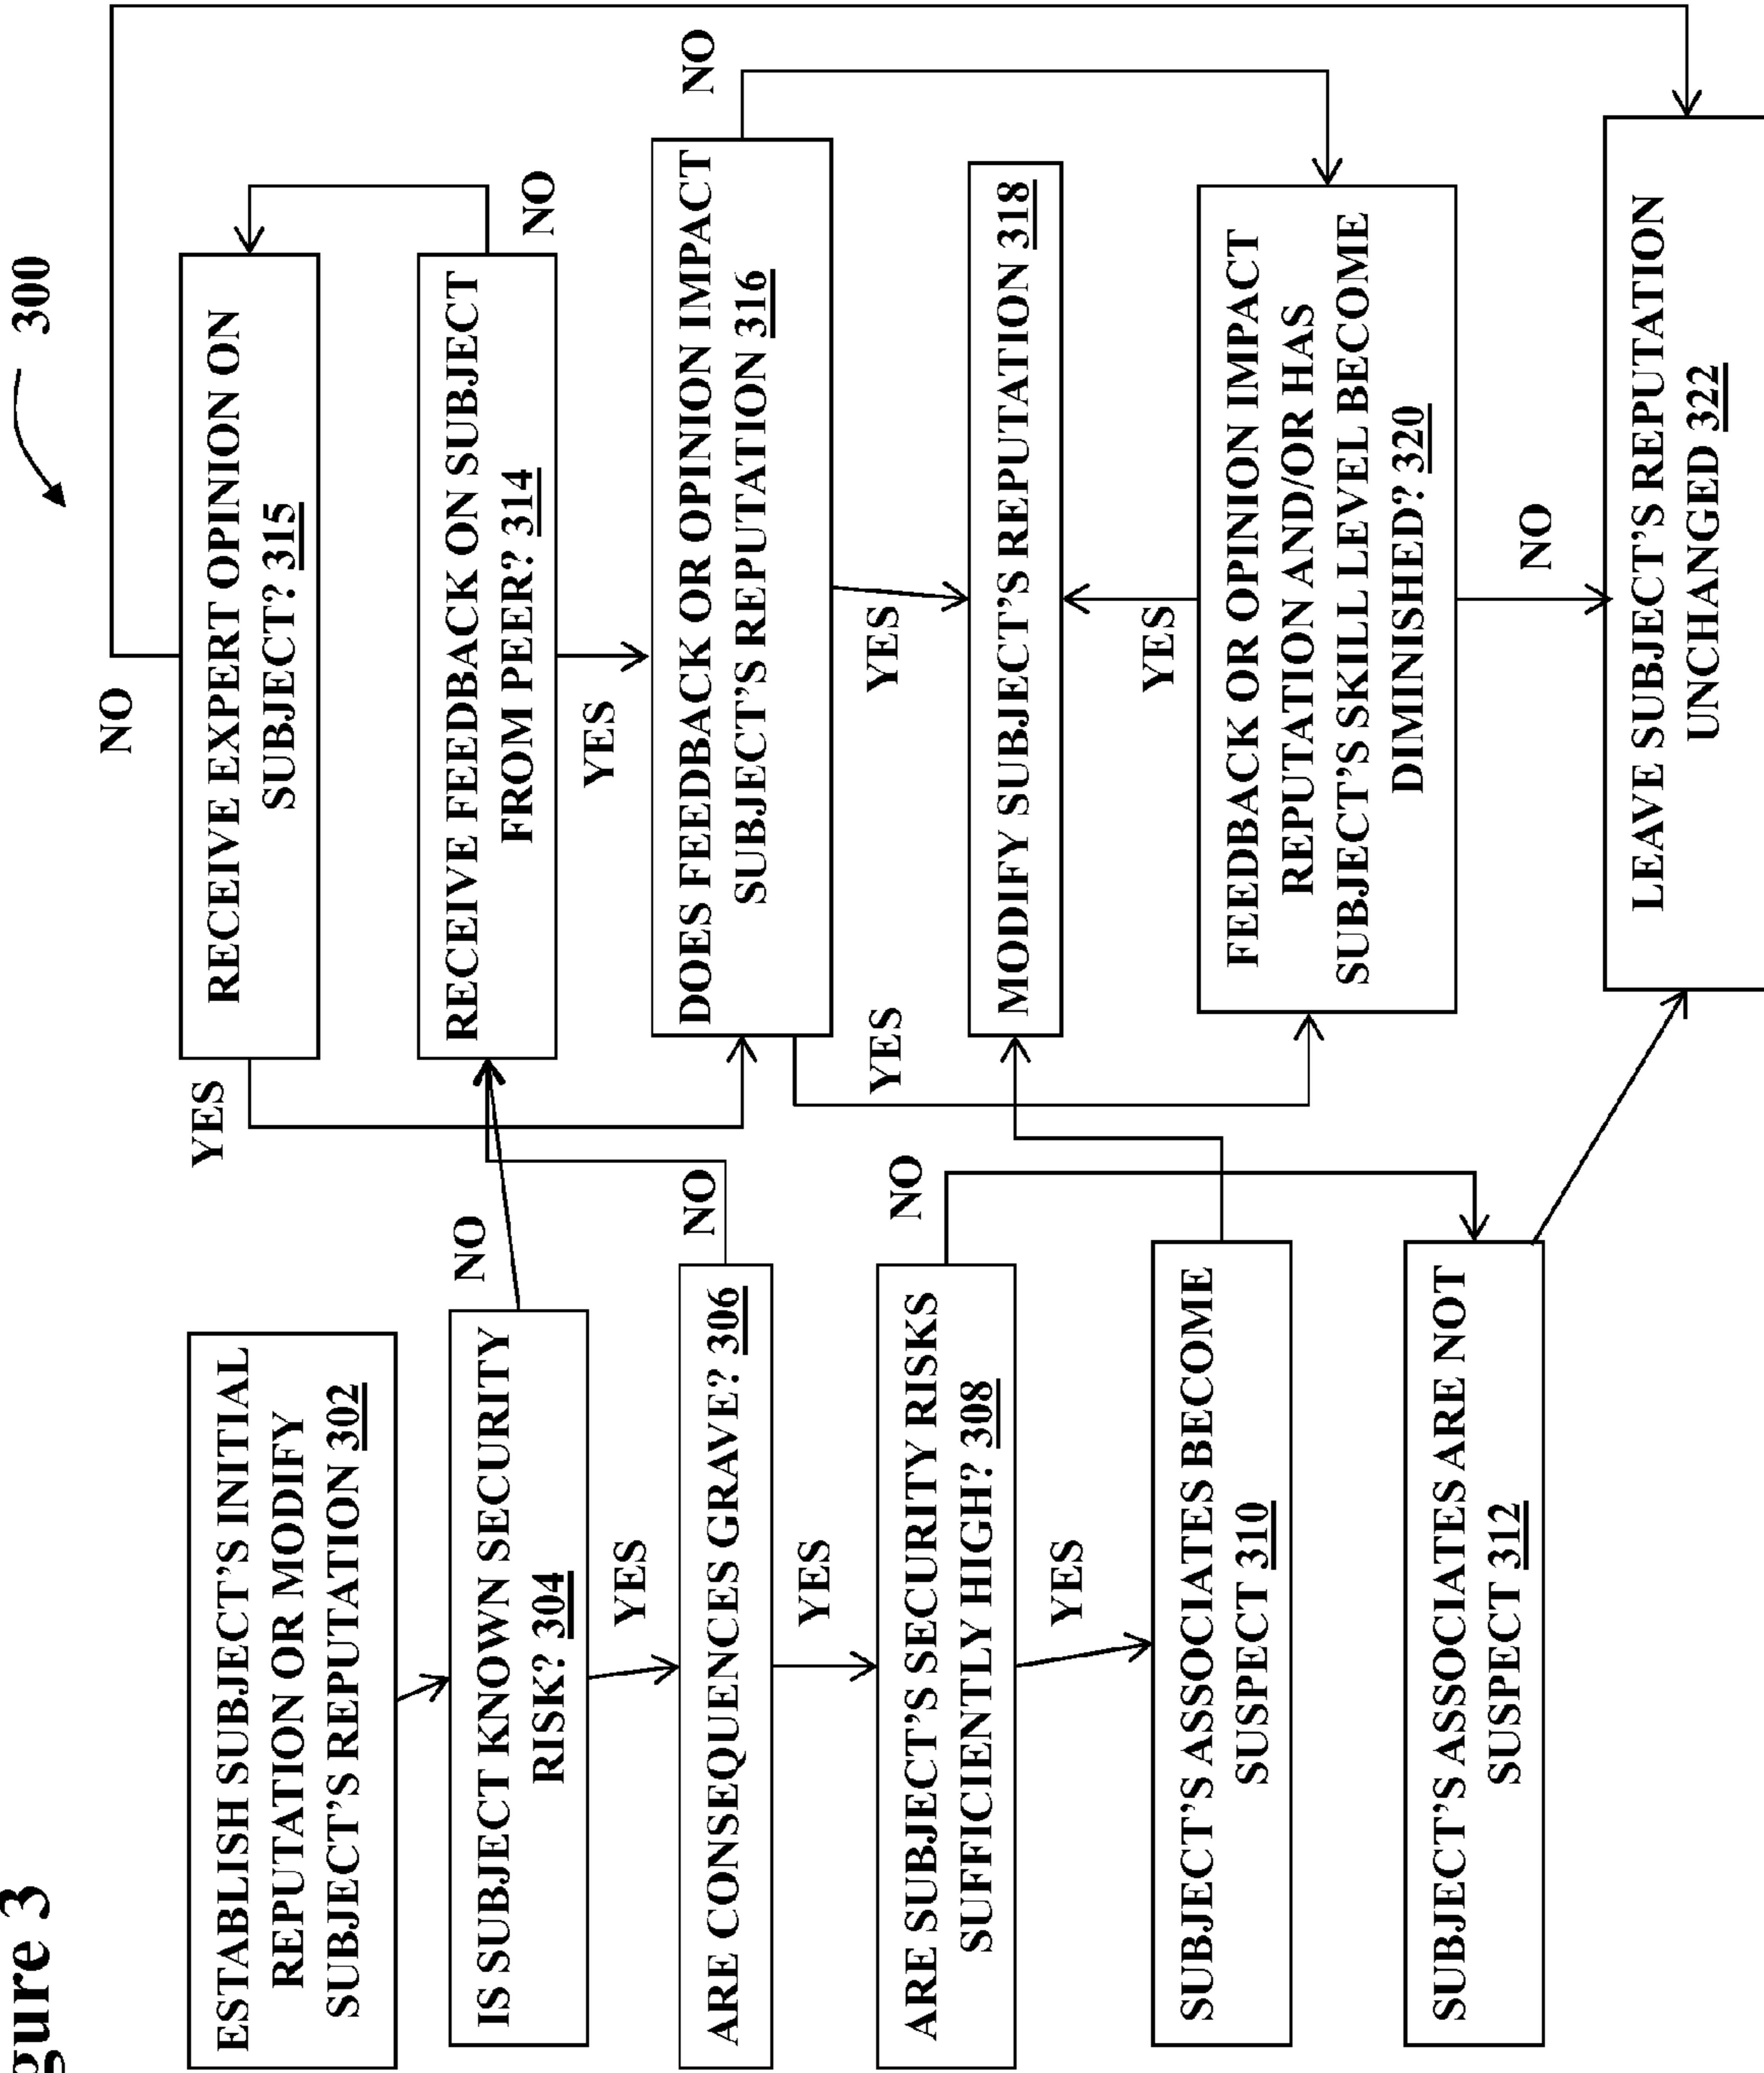 gure 3
300
ESTABLISH SUBJECT'S INITIAL
REPUTATION OR MODIFY
SUBJECT'S REPUTATION 302
IS SUBJECT KNOWN SECURITY
RISK? 304
NO
YES
ARE CONSEQUENCES GRAVE? 306
NO
YES
ARE SUBJECT'S SECURITY RISKS
SUFFICIENTLY HIGH? 308
NO
YES
SUBJECT'S ASSOCIATES BECOME
SUSPECT 310
SUBJECT'S ASSOCIATES ARE NOT
SUSPECT 312
NO
RECEIVE EXPERT OPINION ON
SUBJECT? 315
YES
RECEIVE FEEDBACK ON SUBJECT
FROM PEER? 314
NO
YES
DOES FEEDBACK OR OPINION IMPACT
SUBJECT'S REPUTATION 316
NO
YES
YES
MODIFY SUBJECT'S REPUTATION 318
YES
FEEDBACK OR OPINION IMPACT
REPUTATION AND/OR HAS
SUBJECT'S SKILL LEVEL BECOME
DIMINISHED? 320
NO
LEAVE SUBJECT'S REPUTATION
UNCHANGED 322